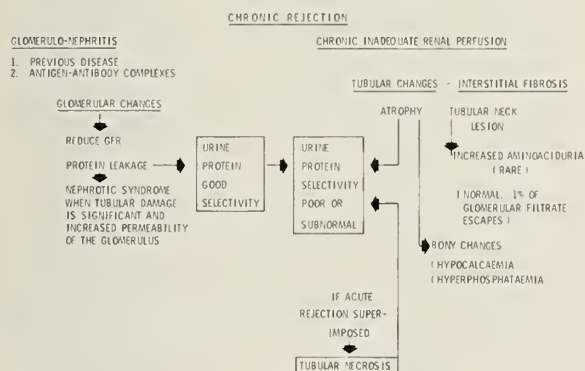 CHRONIC REJECTION
GLOMERULO-NEPHRITIS
1. PREVIOUS DISEASE
2. ANTIGEN-ANTIBODY COMPLEXES
GLOMERULAR CHANGES
REDUCE GFR
PROTEIN LEAKAGE
NEPHROTIC SYNDROME
WHEN TUBULAR DAMAGE
IS SIGNIFICANT AND
INCREASED PERMEABILITY
OF THE GLOMERULUS
URINE
PROTEIN
GOOD
SELECTIVITY
URINE
PROTEIN
SELECTIVITY
POOR OR
SUBNORMAL
CHRONIC INADEQUATE RENAL PERFUSION
TUBULAR CHANGES - INTERSTITIAL FIBROSIS
ATROPHY
TUBULAR NECK
LESION
INCREASED AMINOACIDURIA
( RARE )
( NORMAL, 1% OF
GLOMERULAR FILTRATE
ESCAPES )
BONY CHANGES
( HYPOCALCAEMIA
( HYPERPHOSPHATAEMIA
IF ACUTE
REJECTION SUPER-
IMPOSED
TUBULAR NECROSIS